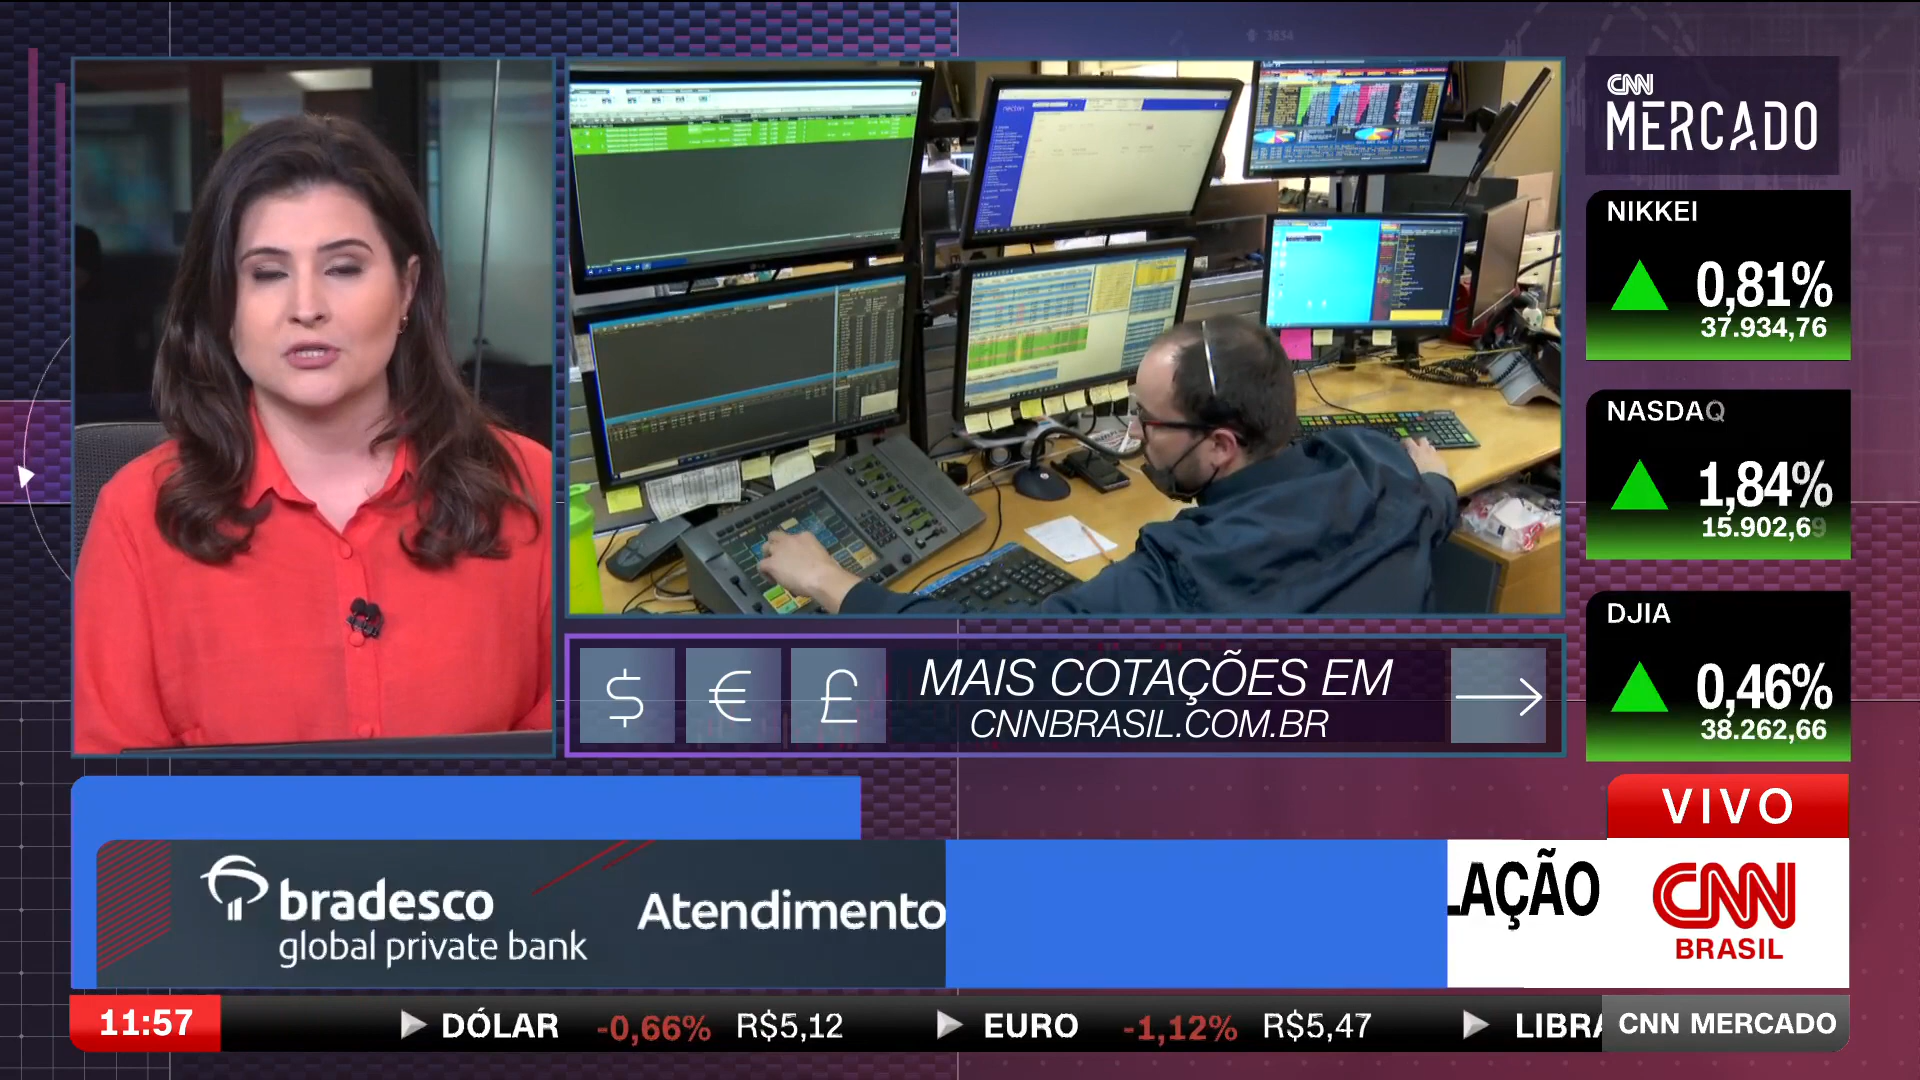 CNN
MERCADO
NIKKEI
0,81%
37.934,76
NASDAQ
1,84%
15.902,69
DJIA
0,46%
38.262,66
$ € £ MAIS COTAÇÕES EM
CNNBRASIL.COM.BR
VIVO
bradesco
global private bank
Atendimento
LAÇÃO
CNN
BRASIL
11:57
DÓLAR -0,66% R$5,12 EURO -1,12% R$5,47 LIBRA
CNN MERCADO